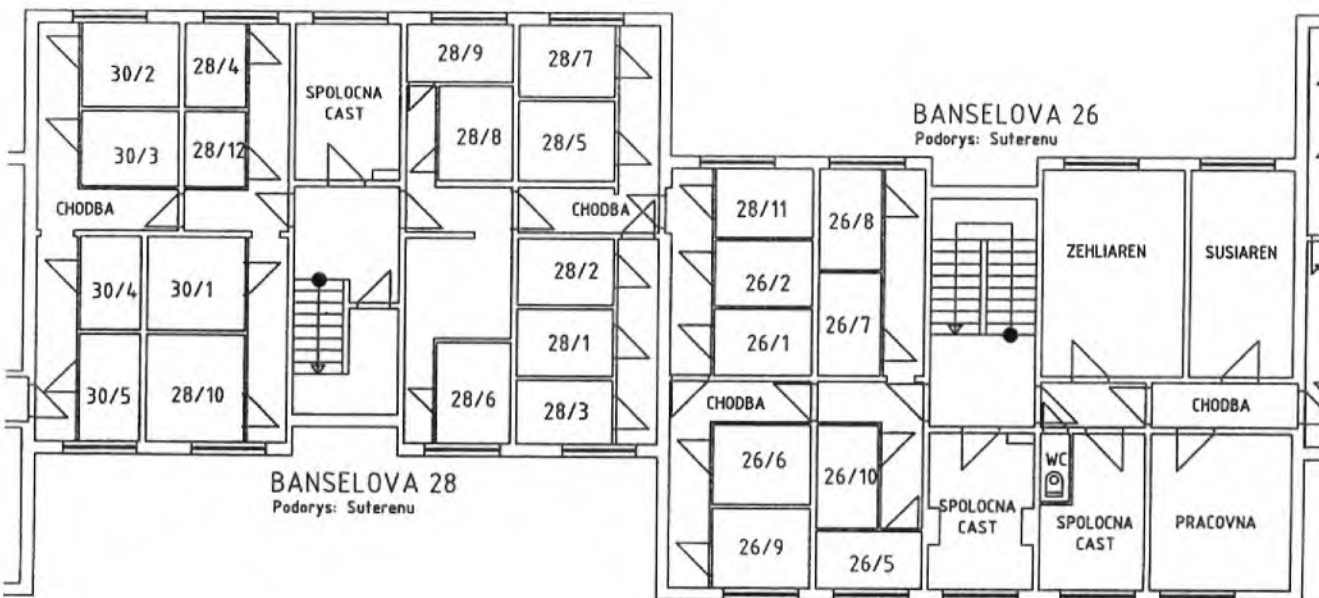 30/2
28/4
SPOLOCNA
CAST
28/9
28/7
30/3
28/12
28/8
28/5
CHODBA
CHODBA
30/4
30/1
28/2
28/1
30/5
28/10
28/6
28/3
BANSELOVA 28
Podorys: Suterenu
BANSELOVA 26
Podorys: Suterenu
28/11
26/8
26/2
26/7
26/1
ZEHLIAREN
SUSIAREN
CHODBA
CHODBA
26/6
26/10
26/9
26/5
SPOLOCNA
CAST
WC
SPOLOCNA
CAST
PRACOVNA